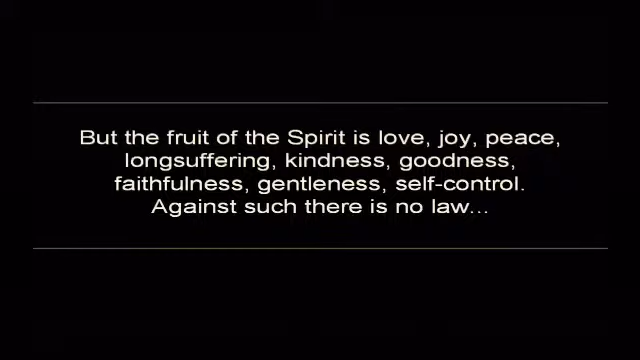 But the fruit of the Spirit is love, joy, peace,
longsuffering, kindness, goodness,
faithfulness, gentleness, self-control.
Against such there is no law...